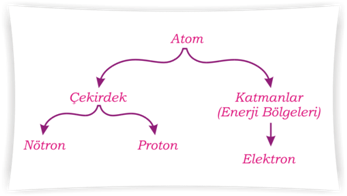 Atom
Çekirdek
Katmanlar
(Enerji Bölgeleri)
Nötron
Proton
Elektron